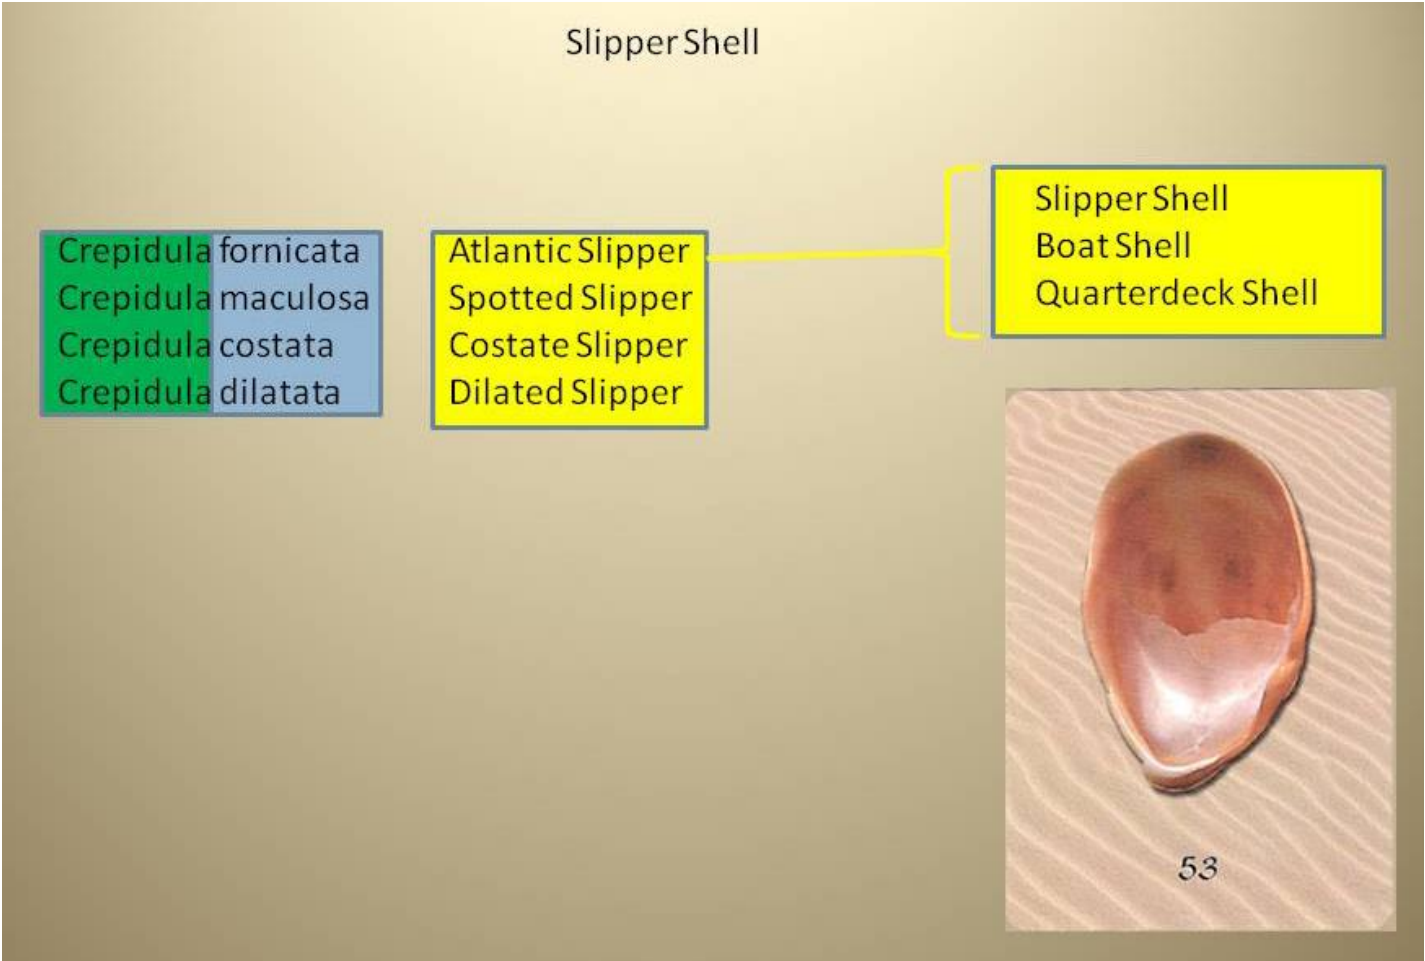 Slipper Shell
Crepidula fornicata
Crepidula maculosa
Crepidula costata
Crepidula dilatata
Atlantic Slipper
Spotted Slipper
Costate Slipper
Dilated Slipper
Slipper Shell
Boat Shell
Quarterdeck Shell
53